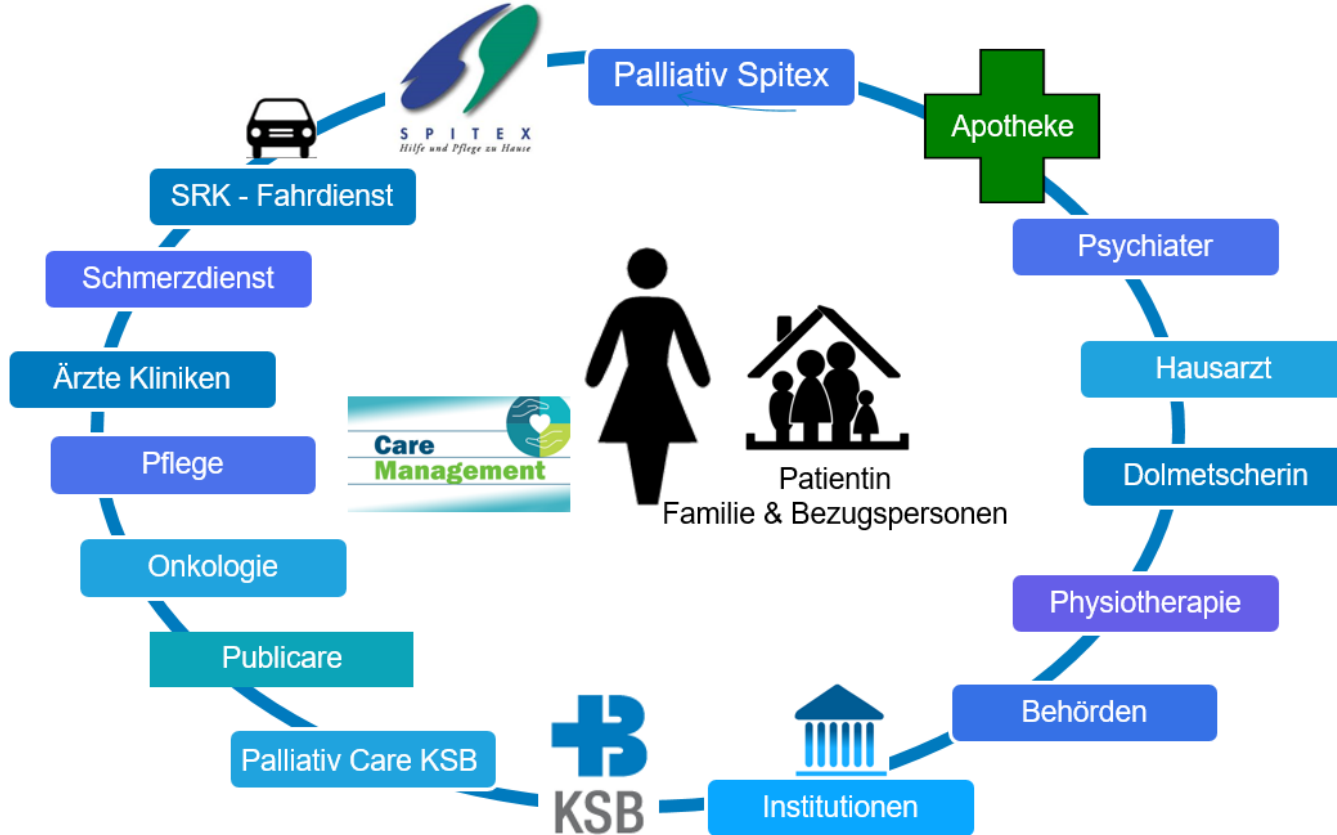 S P I T E X
Hilfe und Pflege zu Hause
Palliativ Spitex
Apotheke
SRK - Fahrdienst
Psychiater
Schmerzdienst
Ärzte Kliniken
Hausarzt
Care
Management
Pflege
Dolmetscherin
Patientin
Familie & Bezugspersonen
Onkologie
Physiotherapie
Publicare
Behörden
Palliativ Care KSB
B
KSB
Institutionen